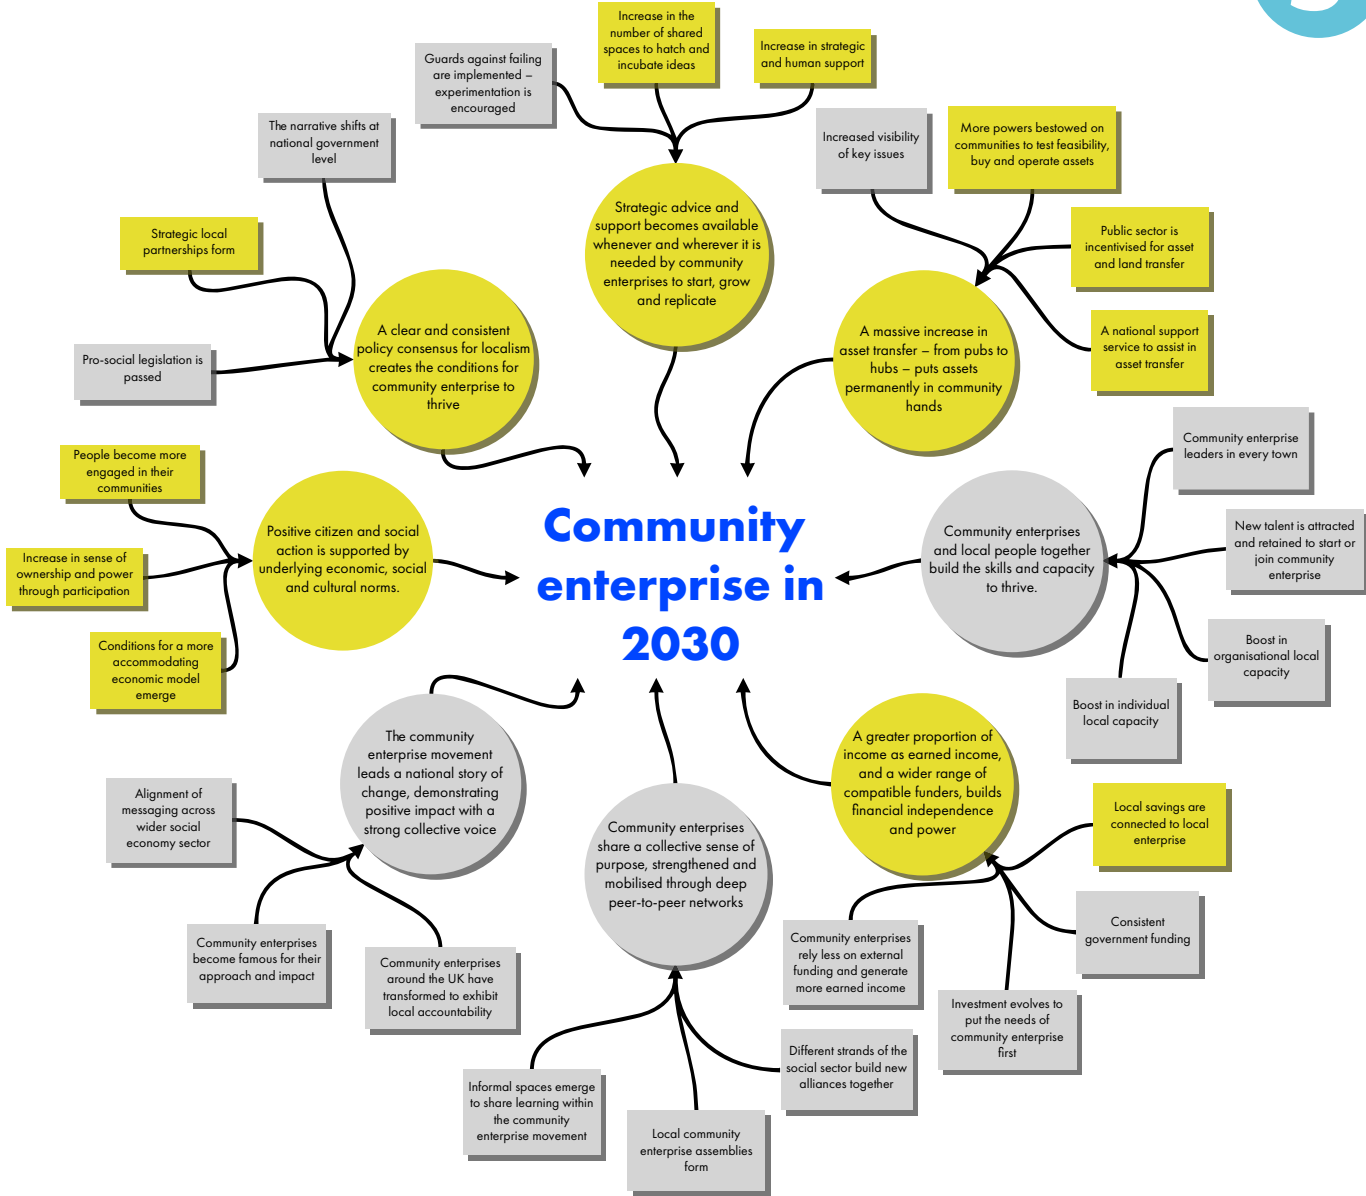 Increase in the
number of shared
spaces to hatch and
incubate ideas
Increase in strategic
and human support
Guards against failing
are implemented –
experimentation is
encouraged
The narrative shifts at
national government
level
Increased visibility
of key issues
More powers bestowed on
communities to test feasibility,
buy and operate assets
Strategic local
partnerships form
Strategic advice and
support becomes available
whenever and wherever it is
needed by community
enterprises to start, grow
and replicate
Public sector is
incentivised for asset
and land transfer
A national support
service to assist in
asset transfer
Pro-social legislation is
passed
A clear and consistent
policy consensus for localism
creates the conditions for
community enterprise to
thrive
A massive increase in
asset transfer – from pubs to
hubs – puts assets
permanently in community
hands
People become more
engaged in their
communities
Increase in sense of
ownership and power
through participation
Conditions for a more
accommodating
economic model
emerge
Positive citizen and social
action is supported by
underlying economic, social
and cultural norms.
Community
enterprise in
2030
Community enterprises
and local people together
build the skills and capacity
to thrive.
Community enterprise
leaders in every town
New talent is attracted
and retained to start or
join community
enterprise
Boost in
organisational local
capacity
Boost in individual
local capacity
The community
enterprise movement
leads a national story of
change, demonstrating
positive impact with a
strong collective voice
Alignment of
messaging across
wider social
economy sector
Community enterprises
become famous for their
approach and impact
Community enterprises
around the UK have
transformed to exhibit
local accountability
Community enterprises
share a collective sense of
purpose, strengthened and
mobilised through deep
peer-to-peer networks
Informal spaces emerge
to share learning within
the community
enterprise movement
Local community
enterprise assemblies
form
Different strands of the
social sector build new
alliances together
A greater proportion of
income as earned income,
and a wider range of
compatible funders, builds
financial independence
and power
Local savings are
connected to local
enterprise
Consistent
government funding
Community enterprises
rely less on external
funding and generate
more earned income
Investment evolves to
put the needs of
community enterprise
first